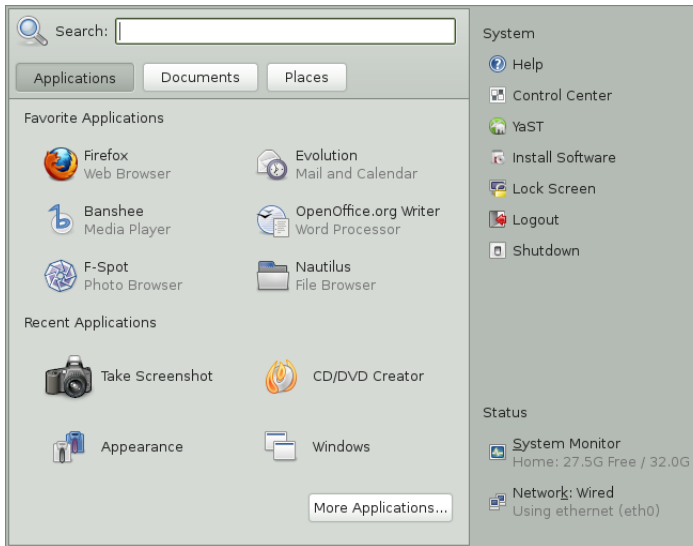 Search:
Applications
Documents
Places
Favorite Applications
Firefox
Web Browser
Evolution
Mail and Calendar
Banshee
Media Player
OpenOffice.org Writer
Word Processor
F-Spot
Photo Browser
Nautilus
File Browser
Recent Applications
Take Screenshot
CD/DVD Creator
Appearance
Windows
More Applications...
System
Help
Control Center
YaST
Install Software
Lock Screen
Logout
Shutdown
Status
System Monitor
Home: 27.5G Free / 32.0G
Network: Wired
Using ethernet (eth0)